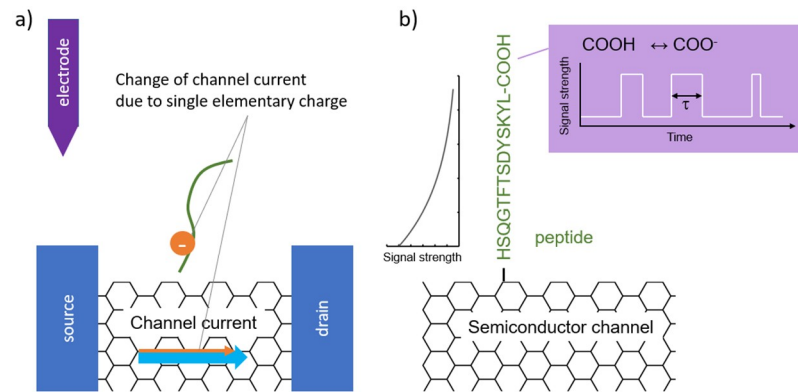 a)
electrode
Change of channel current
due to single elementary charge
–
source
Channel current
drain
b)
HSQGTFTSDYSKYL-COOH
COOH ↔ COO⁻
Signal strength
τ
Time
Signal strength
peptide
Semiconductor channel